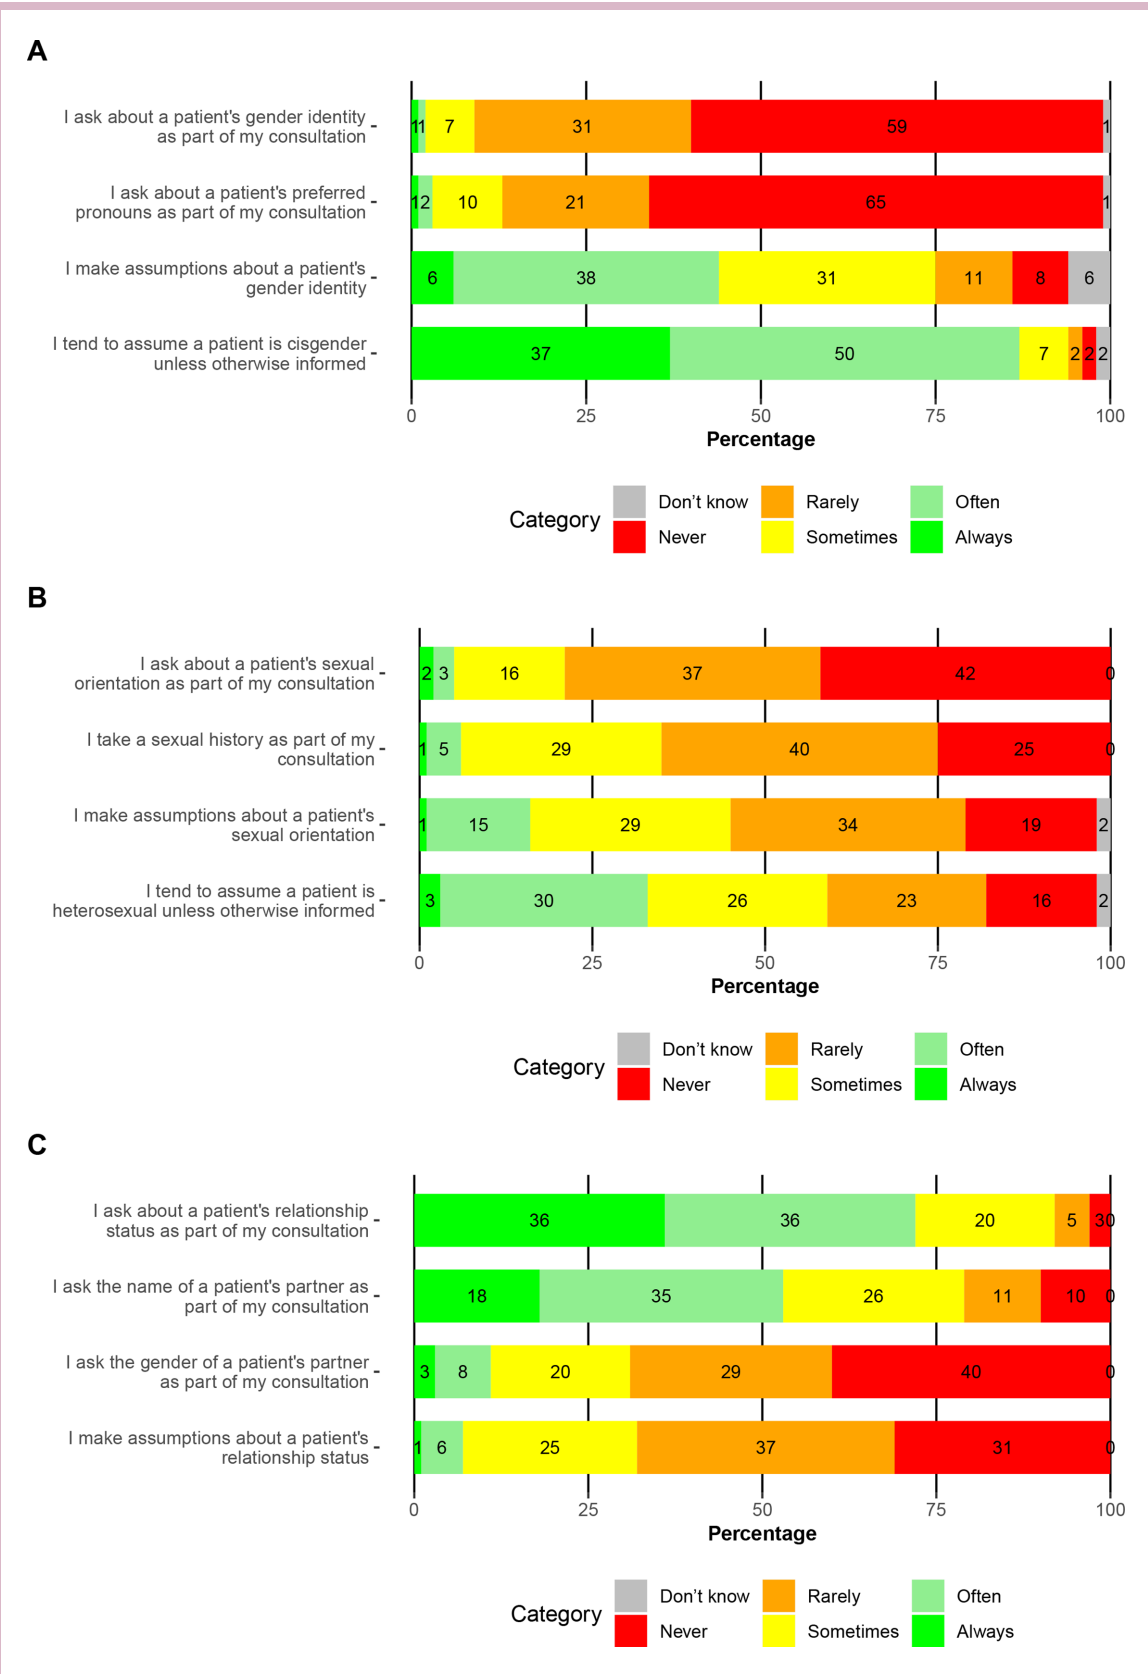 A
I ask about a patient's gender identity
as part of my consultation
1 1 7 31 59 1
I ask about a patient's preferred
pronouns as part of my consultation
1 2 10 21 65 1
I make assumptions about a patient's
gender identity
6 38 31 11 8 6
I tend to assume a patient is cisgender
unless otherwise informed
37 50 7 2 2 2
0 25 50 75 100
Percentage
Category
Don’t know Rarely Often
Never Sometimes Always
B
I ask about a patient's sexual
orientation as part of my consultation
2 3 16 37 42 0
I take a sexual history as part of my
consultation
1 5 29 40 25 0
I make assumptions about a patient's
sexual orientation
1 15 29 34 19 2
I tend to assume a patient is
heterosexual unless otherwise informed
3 30 26 23 16 2
0 25 50 75 100
Percentage
Category
Don’t know Rarely Often
Never Sometimes Always
C
I ask about a patient's relationship
status as part of my consultation
36 36 20 5 3 0
I ask the name of a patient's partner as
part of my consultation
18 35 26 11 10 0
I ask the gender of a patient's partner
as part of my consultation
3 8 20 29 40 0
I make assumptions about a patient's
relationship status
1 6 25 37 31 0
0 25 50 75 100
Percentage
Category
Don’t know Rarely Often
Never Sometimes Always